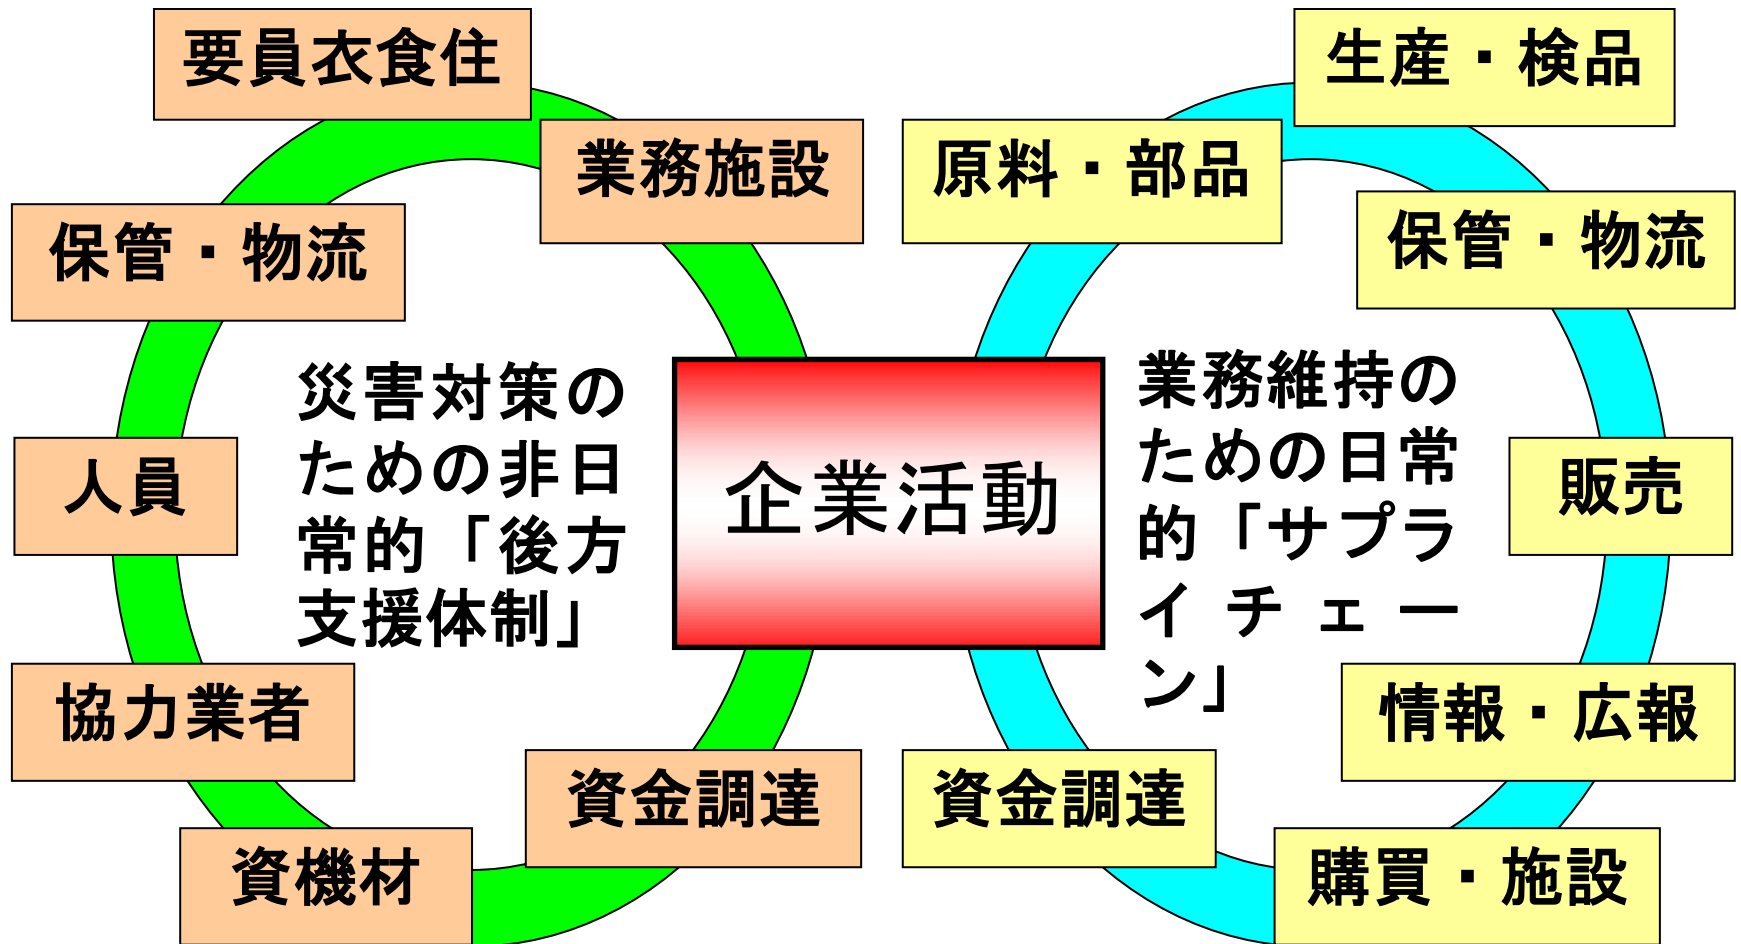 要員衣食住
業務施設
保管・物流
人員
協力業者
資機材
資金調達
災害対策の
ための非日
常的「後方
支援体制」
企業活動
生産・検品
原料・部品
保管・物流
販売
情報・広報
購買・施設
資金調達
業務維持の
ための日常
的「サプラ
イチェー
ン」